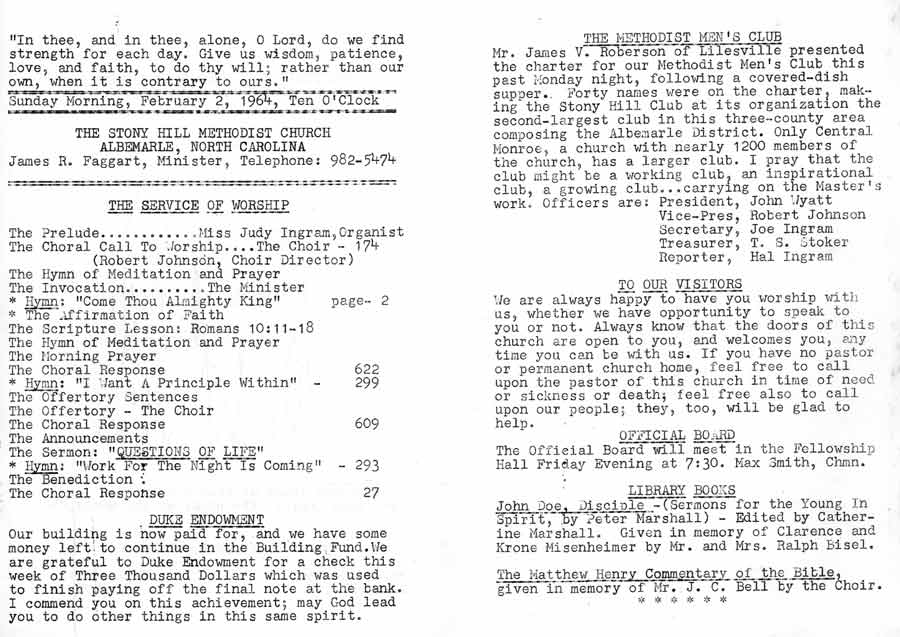 "In thee, and in thee, alone, O Lord, do we find
strength for each day. Give us wisdom, patience,
love, and faith, to do thy will; rather than our
own, when it is contrary to ours."
Sunday Morning, February 2, 1964, Ten O'Clock
THE STONY HILL METHODIST CHURCH
ALBEMARLE, NORTH CAROLINA
James R. Faggart, Minister, Telephone: 982-5474
THE SERVICE OF WORSHIP
The Prelude............Miss Judy Ingram, Organist
The Choral Call To Worship....The Choir - 174
(Robert Johnson, Choir Director)
The Hymn of Meditation and Prayer
The Invocation..........The Minister
* Hymn: "Come Thou Almighty King" page-- 2
* The Affirmation of Faith
The Scripture Lesson: Romans 10:11-18
The Hymn of Meditation and Prayer
The Morning Prayer
The Choral Response 622
* Hymn: "I Want A Principle Within" - 299
The Offertory Sentences
The Offertory - The Choir
The Choral Response 609
The Announcements
The Sermon: "QUESTIONS OF LIFE"
* Hymn: "Work For The Night Is Coming" - 293
The Benediction
The Choral Response 27
DUKE ENDOWMENT
Our building is now paid for, and we have some
money left to continue in the Building Fund.We
are grateful to Duke Endowment for a check this
week of Three Thousand Dollars which was used
to finish paying off the final note at the bank.
I commend you on this achievement; may God lead
you to do other things in this same spirit.
THE METHODIST MEN'S CLUB
Mr. James V. Roberson of Lilesville presented
the charter for our Methodist Men's Club this
past Monday night, following a covered-dish
supper. Forty names were on the charter, mak-
ing the Stony Hill Club at its organization the
second-largest club in this three-county area
composing the Albemarle District. Only Central
Monroe, a church with nearly 1200 members of
the church, has a larger club. I pray that the
club might be a working club, an inspirational
club, a growing club...carrying on the Master's
work. Officers are: President, John Wyatt
Vice-Pres, Robert Johnson
Secretary, Joe Ingram
Treasurer, T. S. Stoker
Reporter, Hal Ingram
TO OUR VISITORS
We are always happy to have you worship with
us, whether we have opportunity to speak to
you or not. Always know that the doors of this
church are open to you, and welcomes you, any
time you can be with us. If you have no pastor
or permanent church home, feel free to call
upon the pastor of this church in time of need
or sickness or death; feel free also to call
upon our people; they, too, will be glad to
help.
OFFICIAL BOARD
The Official Board will meet in the Fellowship
Hall Friday Evening at 7:30. Max Smith, Chmn.
LIBRARY BOOKS
John Doe, Disciple -(Sermons for the Young In
Spirit, by Peter Marshall) - Edited by Cather-
ine Marshall. Given in memory of Clarence and
Krone Misenheimer by Mr. and Mrs. Ralph Bisel.
The Matthew Henry Commentary of the Bible,
given in memory of Mr. J. C. Bell by the Choir.
* * * * * *